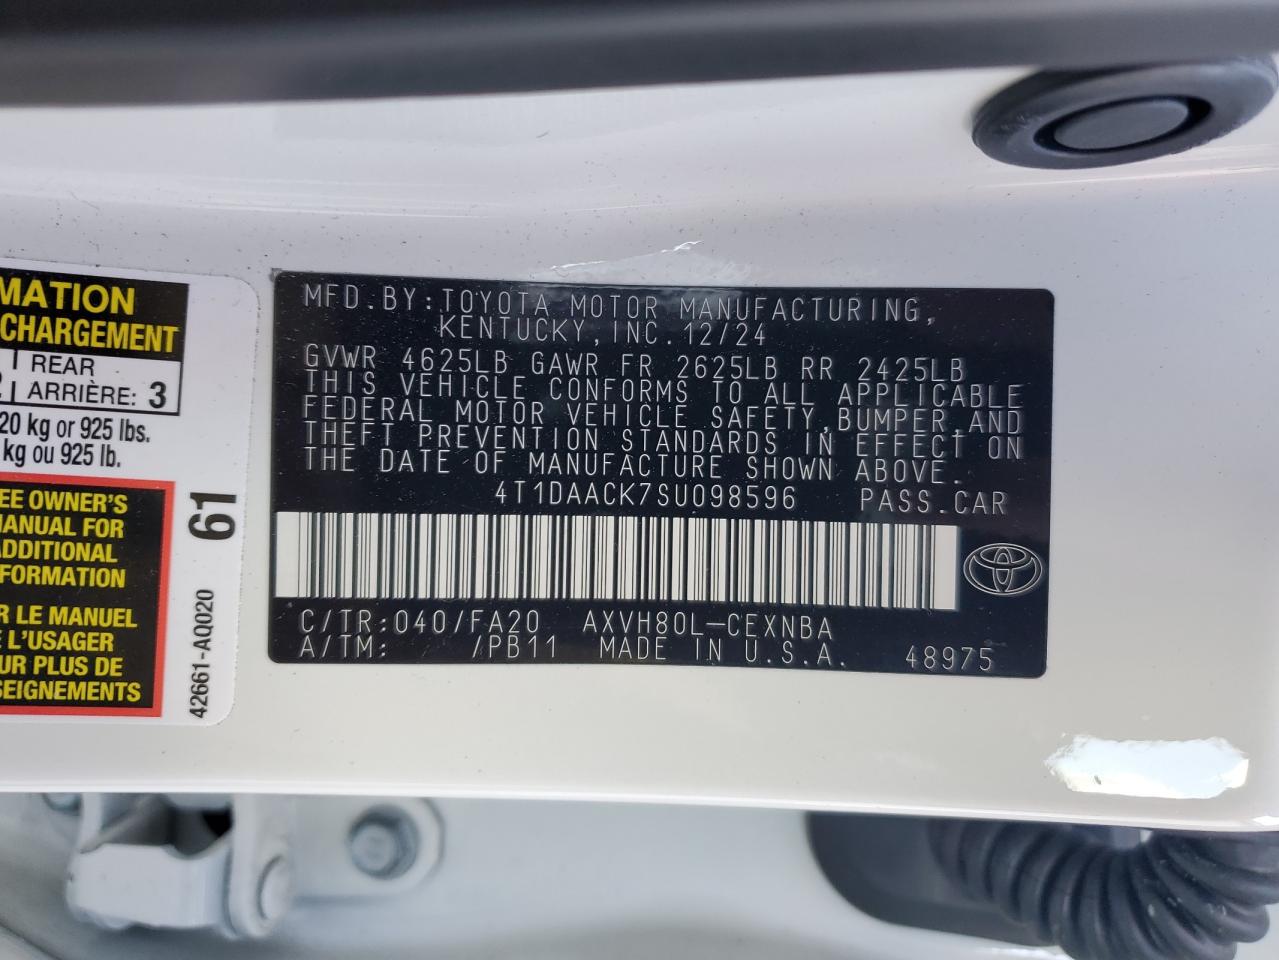 MATION
CHARGEMENT
REAR
ARRIÈRE: 3
20 kg or 925 lbs.
kg ou 925 lb.
EE OWNER'S
MANUAL FOR
ADDITIONAL
FORMATION
R LE MANUEL
L'USAGER
UR PLUS DE
SEIGNEMENTS
61
42661-AQ020
MFD.BY:TOYOTA MOTOR MANUFACTURING,
KENTUCKY,INC.12/24
GVWR 4625LB GAWR FR 2625LB RR 2425LB
THIS VEHICLE CONFORMS TO ALL APPLICABLE
FEDERAL MOTOR VEHICLE SAFETY,BUMPER,AND
THEFT PREVENTION STANDARDS IN EFFECT ON
THE DATE OF MANUFACTURE SHOWN ABOVE.
4T1DAACK7SU098596 PASS.CAR
C/TR:040/FA20 AXVH80L-CEXNBA
A/TM: /PB11 MADE IN U.S.A. 48975